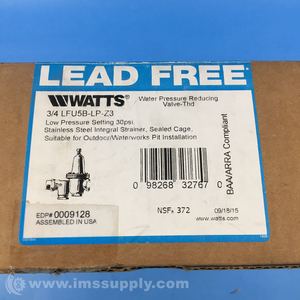 LEAD FREE*
WATTS
Water Pressure Reducing
Valve-Thd
3/4 LFU5B-LP-Z3
Low Pressure Setting 30psi,
Stainless Steel Integral Strainer, Sealed Cage,
Suitable for Outdoor/Waterworks Pit Installation
0 98268 32767 0
BAA/ARRA Compliant
EDP# 0009128
ASSEMBLED IN USA
NSF. 372
09/18/15
www.watts.com
© www.imssupply.com